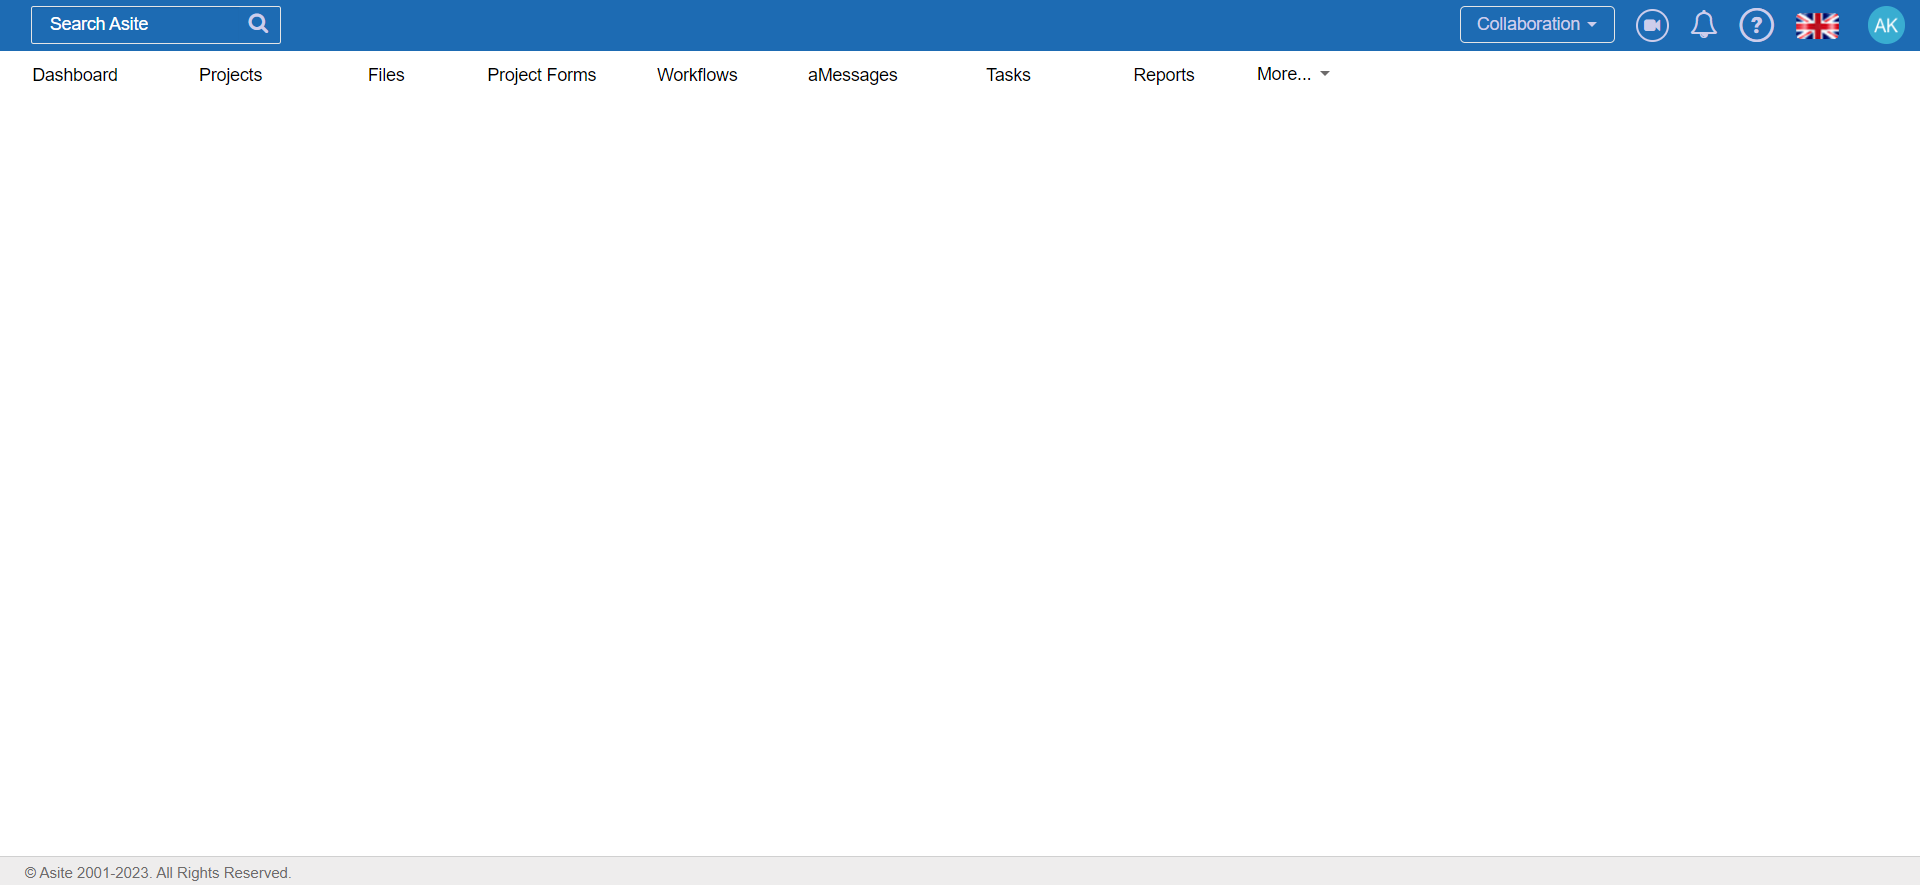 Search Asite
Collaboration
?
AK
Dashboard
Projects
Files
Project Forms
Workflows
aMessages
Tasks
Reports
More...
© Asite 2001-2023. All Rights Reserved.